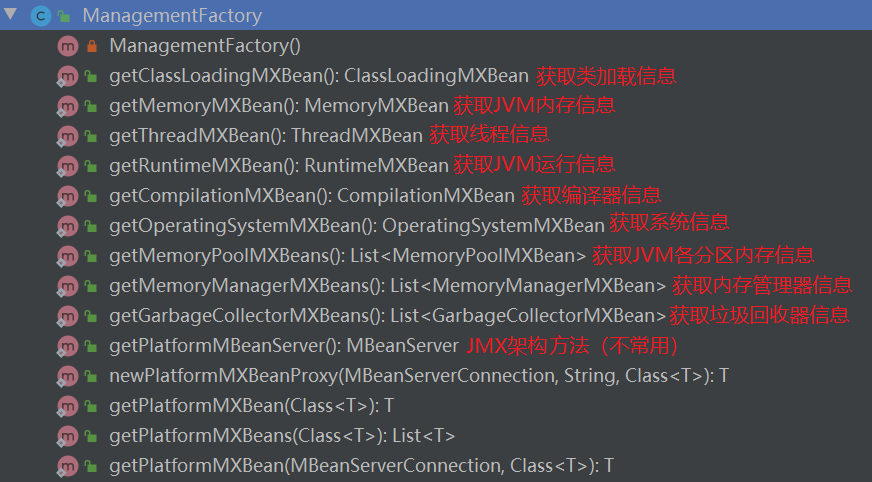 ManagementFactory
ManagementFactory()
getClassLoadingMXBean(): ClassLoadingMXBean 获取类加载信息
getMemoryMXBean(): MemoryMXBean 获取JVM内存信息
getThreadMXBean(): ThreadMXBean 获取线程信息
getRuntimeMXBean(): RuntimeMXBean 获取JVM运行信息
getCompilationMXBean(): CompilationMXBean 获取编译器信息
getOperatingSystemMXBean(): OperatingSystemMXBean 获取系统信息
getMemoryPoolMXBeans(): List<MemoryPoolMXBean> 获取JVM各分区内存信息
getMemoryManagerMXBeans(): List<MemoryManagerMXBean> 获取内存管理器信息
getGarbageCollectorMXBeans(): List<GarbageCollectorMXBean> 获取垃圾回收器信息
getPlatformMBeanServer(): MBeanServer JMX架构方法（不常用）
newPlatformMXBeanProxy(MBeanServerConnection, String, Class<T>): T
getPlatformMXBean(Class<T>): T
getPlatformMXBeans(Class<T>): List<T>
getPlatformMXBean(MBeanServerConnection, Class<T>): T